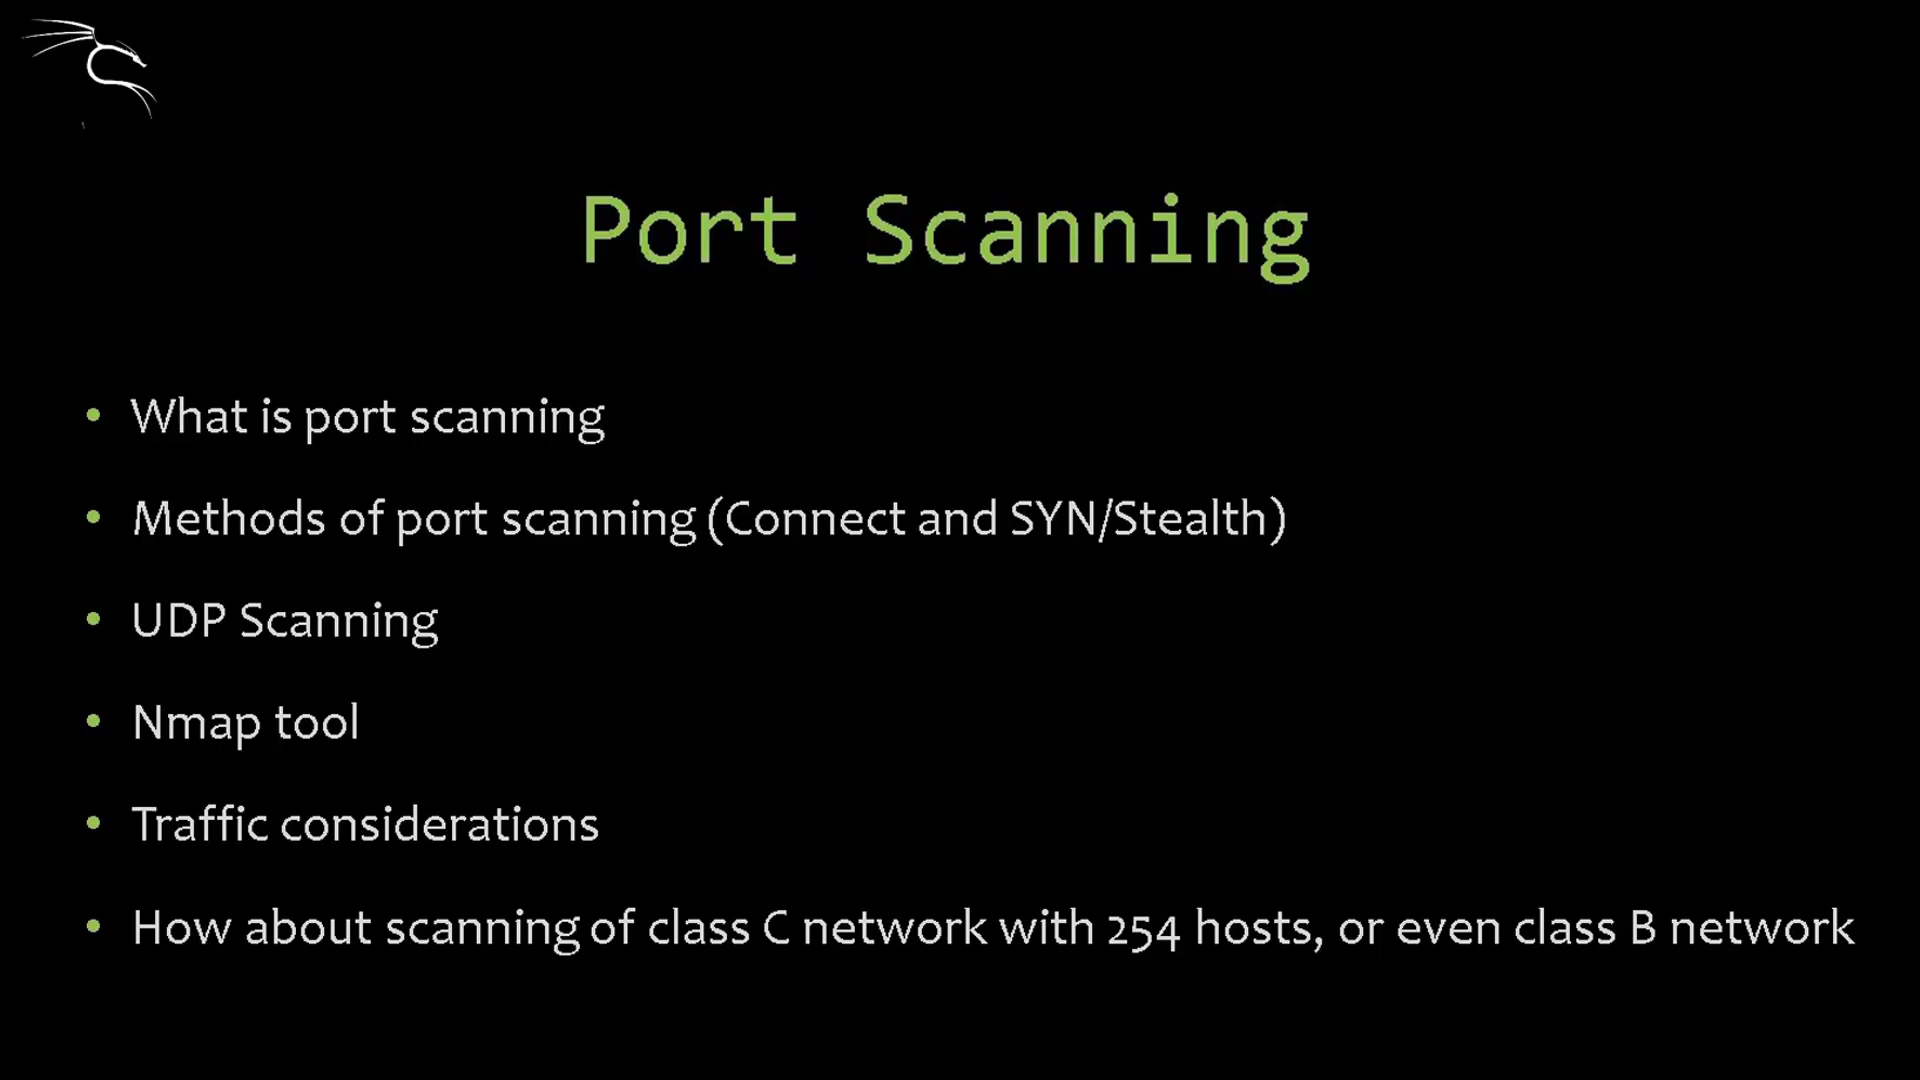 Port Scanning
• What is port scanning
• Methods of port scanning (Connect and SYN/Stealth)
• UDP Scanning
• Nmap tool
• Traffic considerations
• How about scanning of class C network with 254 hosts, or even class B network